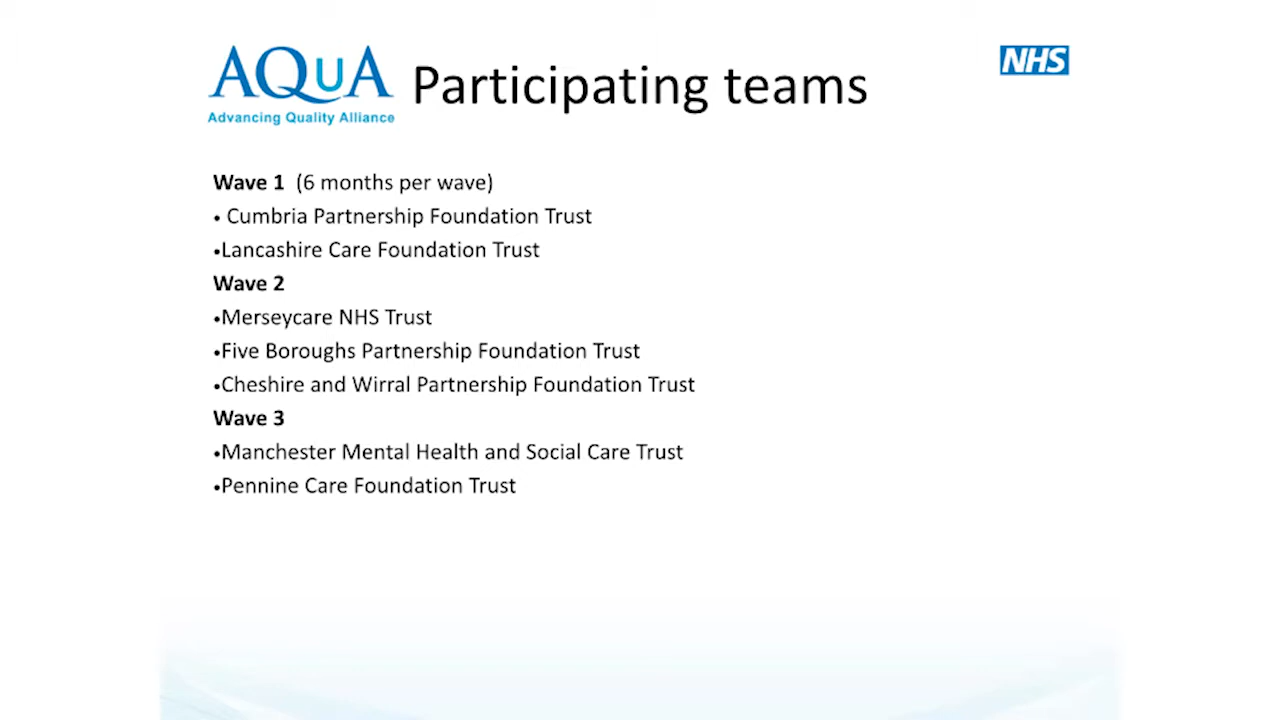 AQuA
Advancing Quality Alliance
Participating teams
NHS
Wave 1 (6 months per wave)
• Cumbria Partnership Foundation Trust
•Lancashire Care Foundation Trust
Wave 2
•Merseycare NHS Trust
•Five Boroughs Partnership Foundation Trust
•Cheshire and Wirral Partnership Foundation Trust
Wave 3
•Manchester Mental Health and Social Care Trust
•Pennine Care Foundation Trust